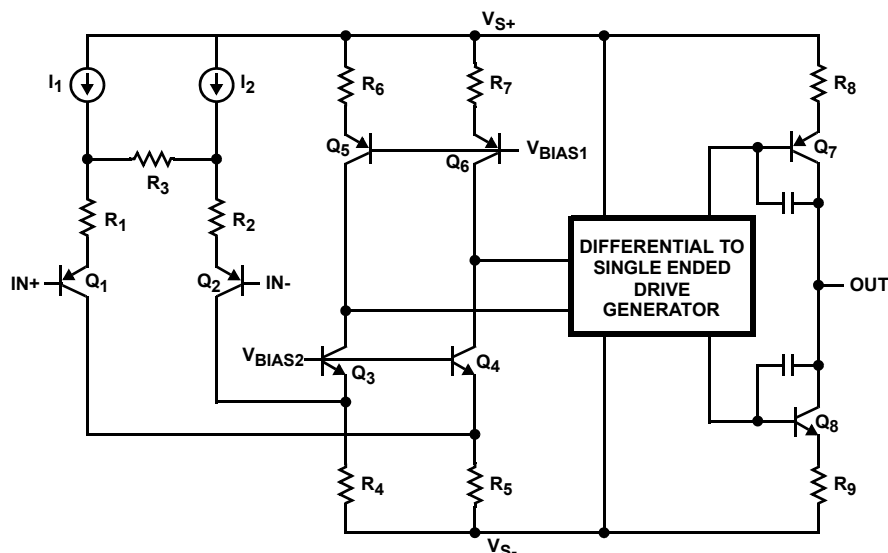 VS+
I1
I2
R6
R7
R8
Q5
Q6
VBIAS1
Q7
R3
R1
R2
DIFFERENTIAL TO
SINGLE ENDED
DRIVE
GENERATOR
IN+
Q1
Q2
IN-
OUT
VBIAS2
Q3
Q4
Q8
R4
R5
R9
VS-